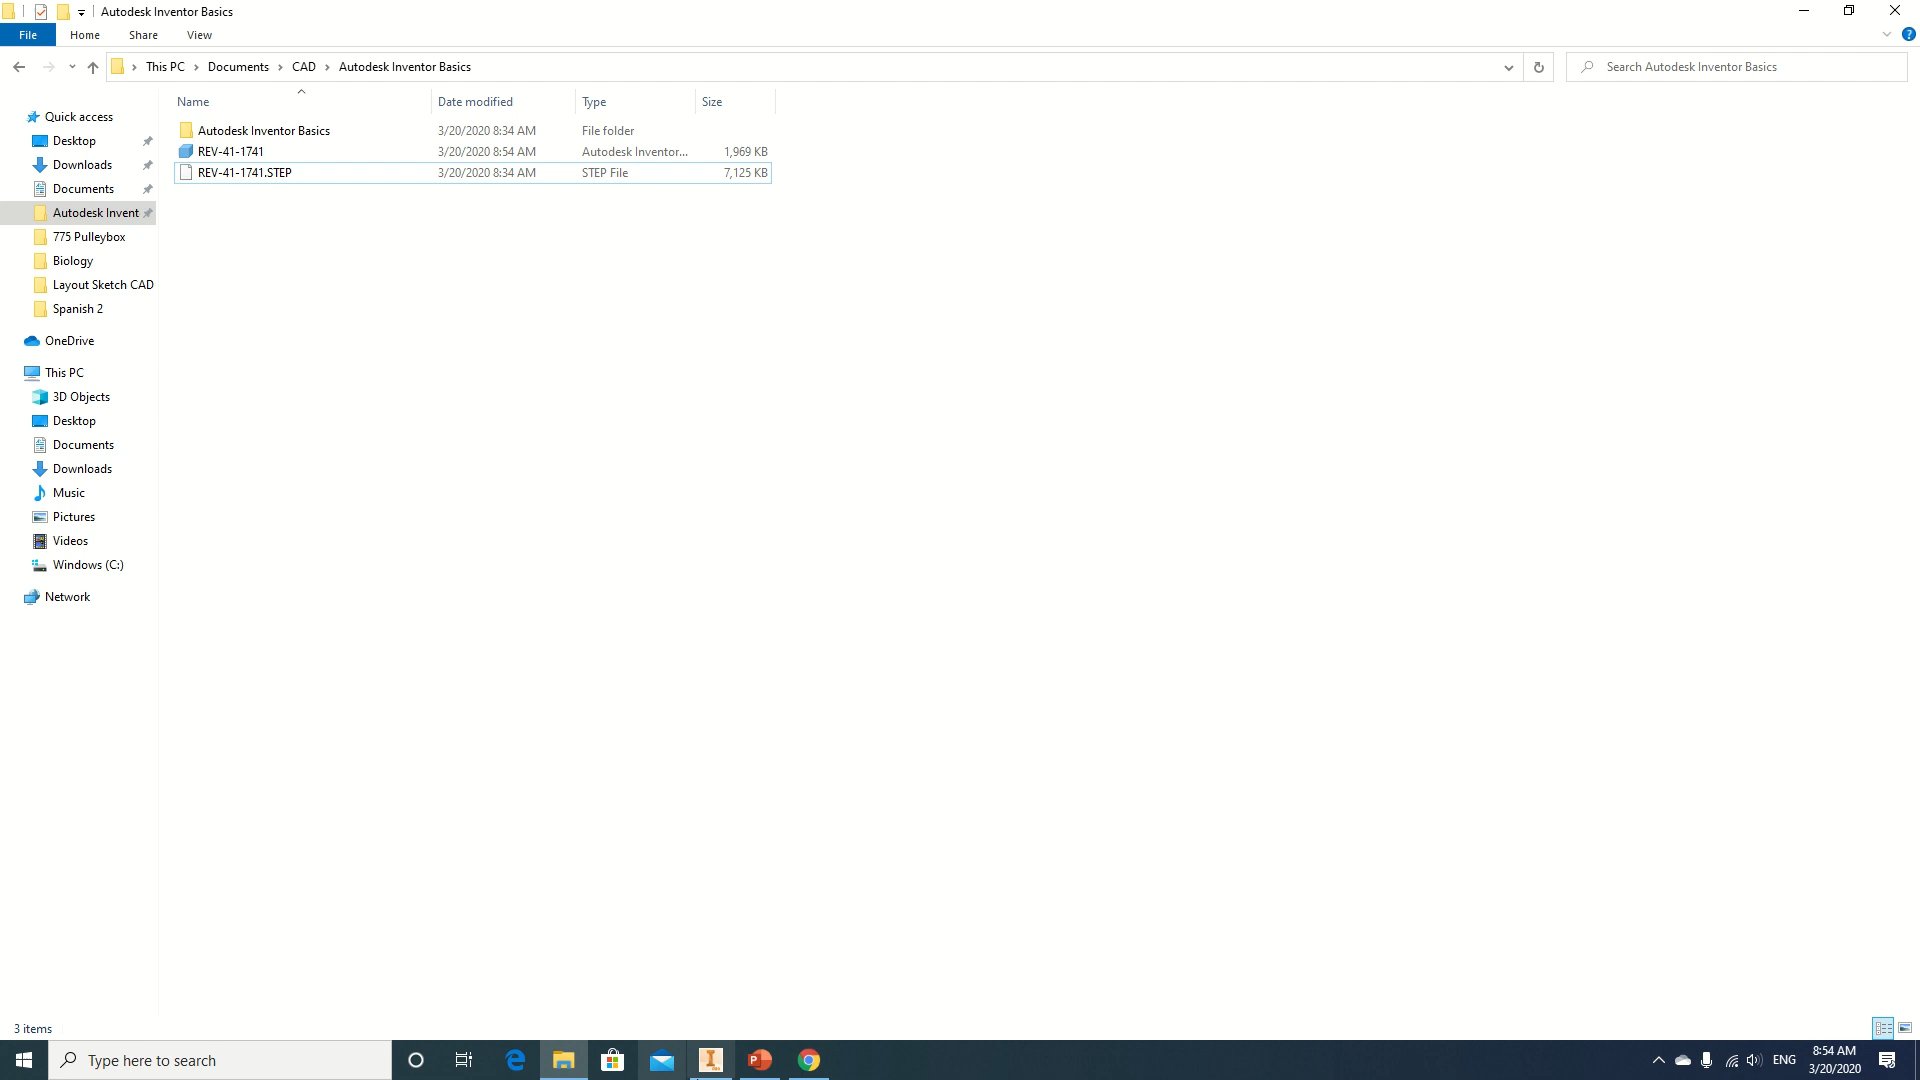 Autodesk Inventor Basics
File Home Share View
This PC Documents CAD Autodesk Inventor Basics Search Autodesk Inventor Basics
Name Date modified Type Size
Autodesk Inventor Basics 3/20/2020 8:34 AM File folder
REV-41-1741 3/20/2020 8:54 AM Autodesk Inventor... 1,969 KB
REV-41-1741.STEP 3/20/2020 8:34 AM STEP File 7,125 KB
Quick access
Desktop
Downloads
Documents
Autodesk Invent
775 Pulleybox
Biology
Layout Sketch CAD
Spanish 2
OneDrive
This PC
3D Objects
Desktop
Documents
Downloads
Music
Pictures
Videos
Windows (C:)
Network
3 items
Type here to search
ENG
8:54 AM
3/20/2020